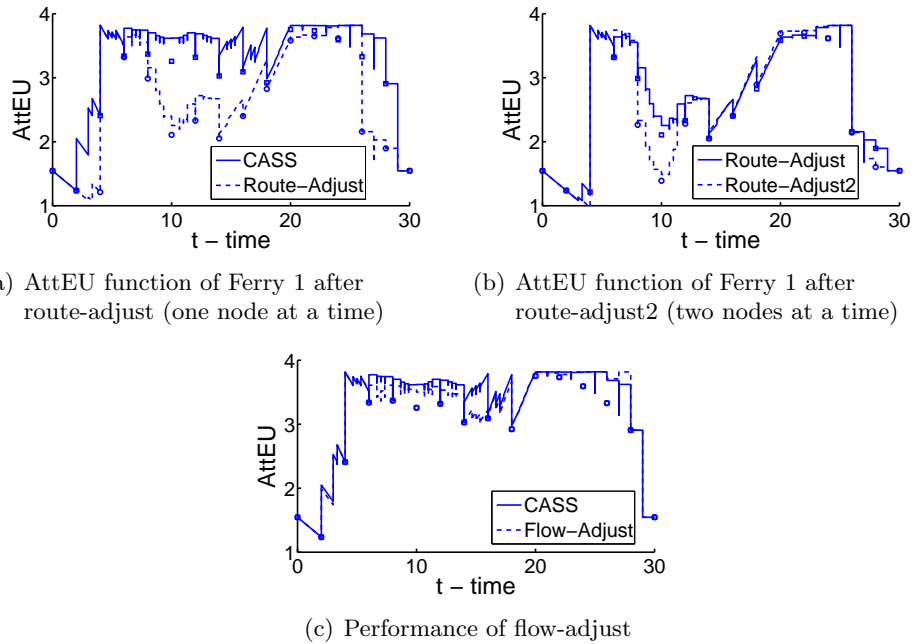 4
3
2
1
AttEU
CASS
Route−Adjust
0 10 20 30
t − time
4
3
2
1
AttEU
Route−Adjust
Route−Adjust2
0 10 20 30
t − time
a) AttEU function of Ferry 1 after
route-adjust (one node at a time)
(b) AttEU function of Ferry 1 after
route-adjust2 (two nodes at a time)
4
3
2
1
AttEU
CASS
Flow−Adjust
0 10 20 30
t − time
(c) Performance of flow-adjust